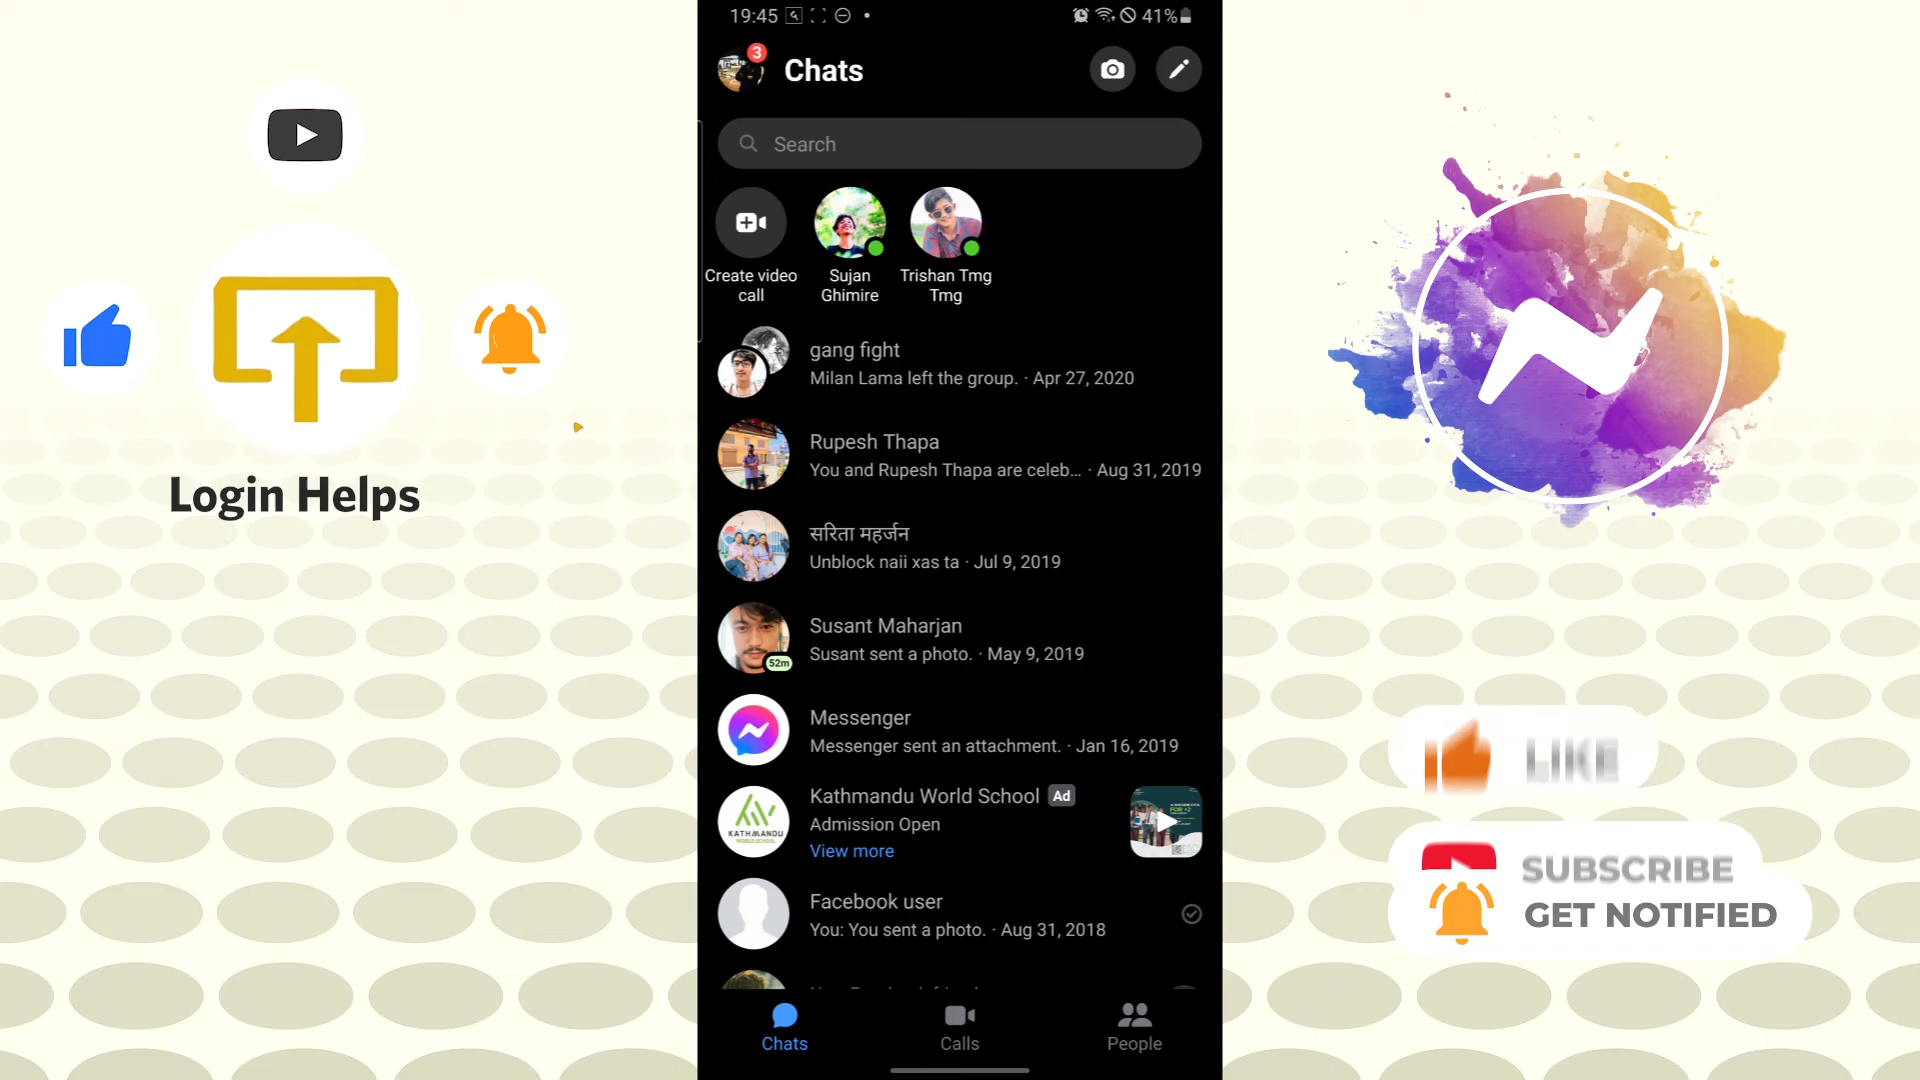 19:45
41%
3
Chats
Search
Create video call
Sujan Ghimire
Trishan Tmg Tmg
gang fight
Milan Lama left the group. · Apr 27, 2020
Rupesh Thapa
You and Rupesh Thapa are celeb... · Aug 31, 2019
सरिता महर्जन
Unblock naii xas ta · Jul 9, 2019
Susant Maharjan
Susant sent a photo. · May 9, 2019
52m
Messenger
Messenger sent an attachment. · Jan 16, 2019
Kathmandu World School Ad
Admission Open
View more
KATHMANDU
WORLD SCHOOL
Facebook user
You: You sent a photo. · Aug 31, 2018
Chats
Calls
People
Login Helps
LIKE
SUBSCRIBE
GET NOTIFIED